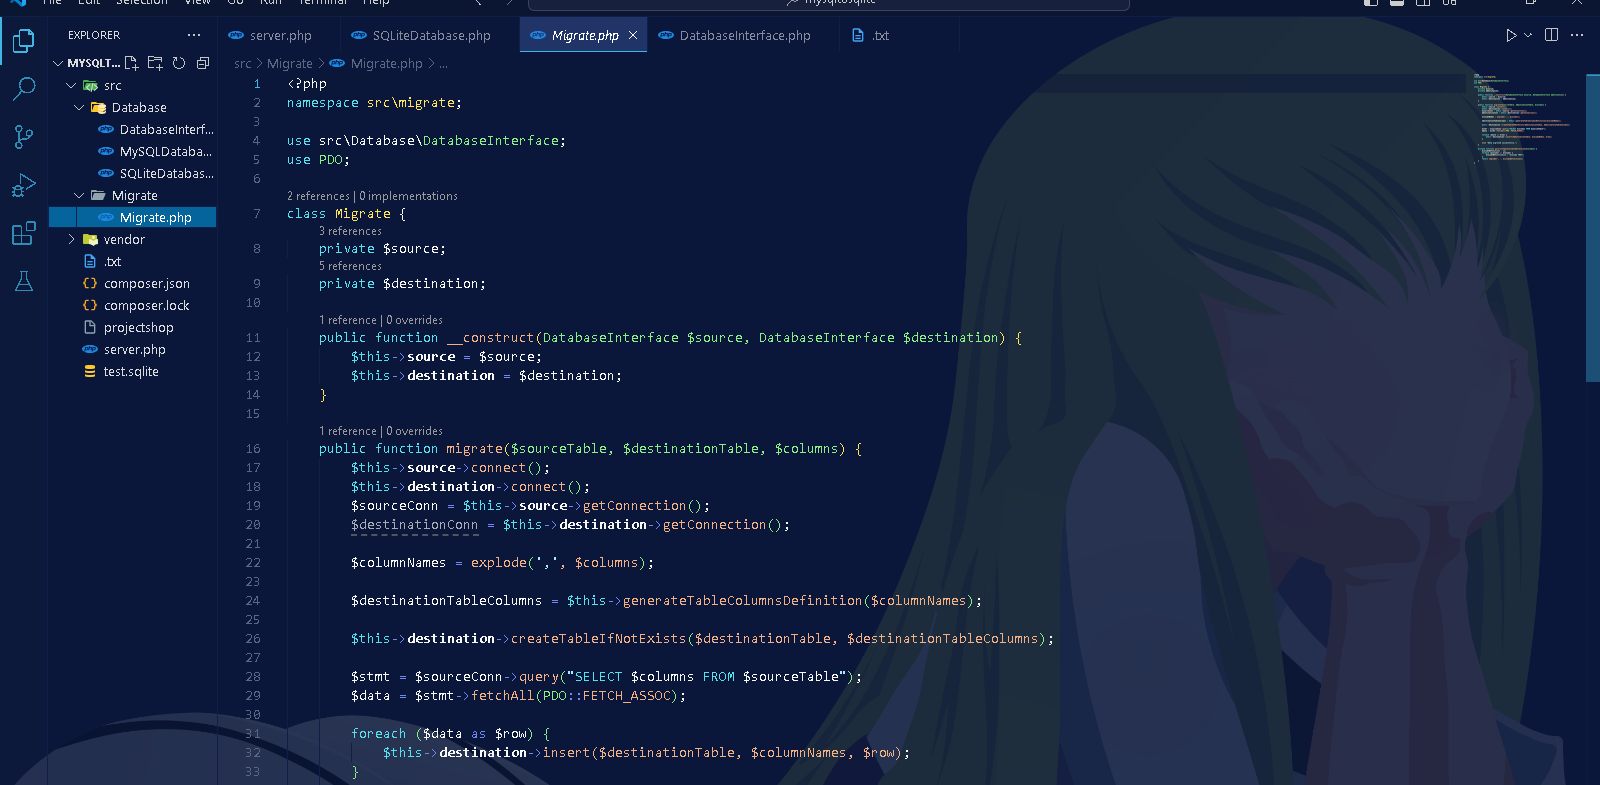 File Edit Selection View Go Run Terminal Help
mysqltosqlite
EXPLORER
server.php
SQLiteDatabase.php
Migrate.php
DatabaseInterface.php
.txt
MYSQLT...
src
Database
DatabaseInterf...
MySQLDataba...
SQLiteDatabas...
Migrate
Migrate.php
vendor
.txt
composer.json
composer.lock
projectshop
server.php
test.sqlite
src > Migrate > Migrate.php > ...
1 <?php
2 namespace src\migrate;
3
4 use src\Database\DatabaseInterface;
5 use PDO;
6
2 references | 0 implementations
7 class Migrate {
3 references
8 private $source;
5 references
9 private $destination;
10
1 reference | 0 overrides
11 public function __construct(DatabaseInterface $source, DatabaseInterface $destination) {
12 $this->source = $source;
13 $this->destination = $destination;
14 }
15
1 reference | 0 overrides
16 public function migrate($sourceTable, $destinationTable, $columns) {
17 $this->source->connect();
18 $this->destination->connect();
19 $sourceConn = $this->source->getConnection();
20 $destinationConn = $this->destination->getConnection();
21
22 $columnNames = explode(',', $columns);
23
24 $destinationTableColumns = $this->generateTableColumnsDefinition($columnNames);
25
26 $this->destination->createTableIfNotExists($destinationTable, $destinationTableColumns);
27
28 $stmt = $sourceConn->query("SELECT $columns FROM $sourceTable");
29 $data = $stmt->fetchAll(PDO::FETCH_ASSOC);
30
31 foreach ($data as $row) {
32 $this->destination->insert($destinationTable, $columnNames, $row);
33 }